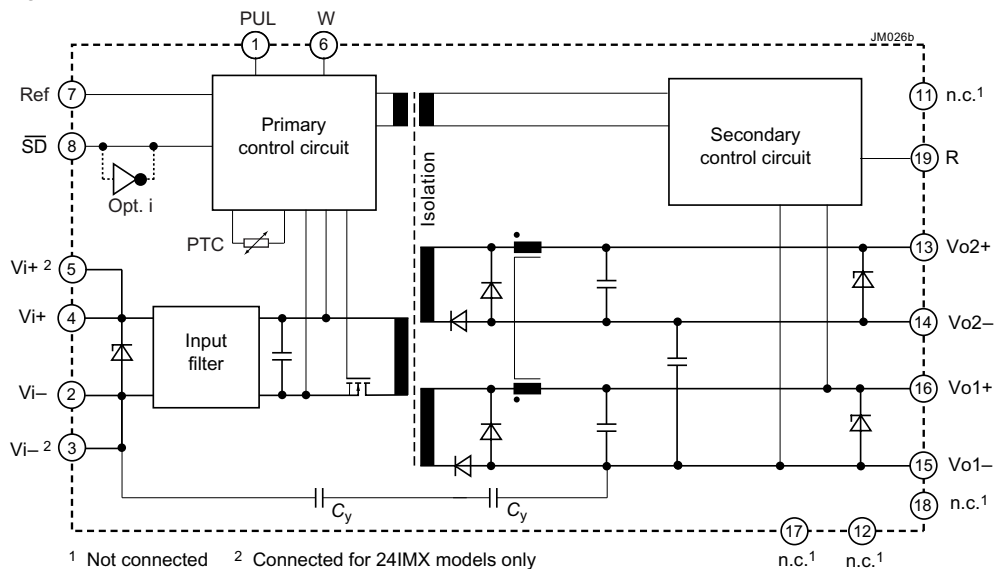 PUL W
JM026b
1 6
Ref 7
Primary
control circuit
Secondary
control circuit
11 n.c.¹
S̅D̅ 8
19 R
Opt. i
Isolation
PTC
13 Vo2+
Vi+ ² 5
Vi+ 4
Input
filter
14 Vo2–
Vi– 2
16 Vo1+
Vi– ² 3
15 Vo1–
Cy Cy
18
n.c.¹
17 12
n.c.¹ n.c.¹
¹ Not connected ² Connected for 24IMX models only